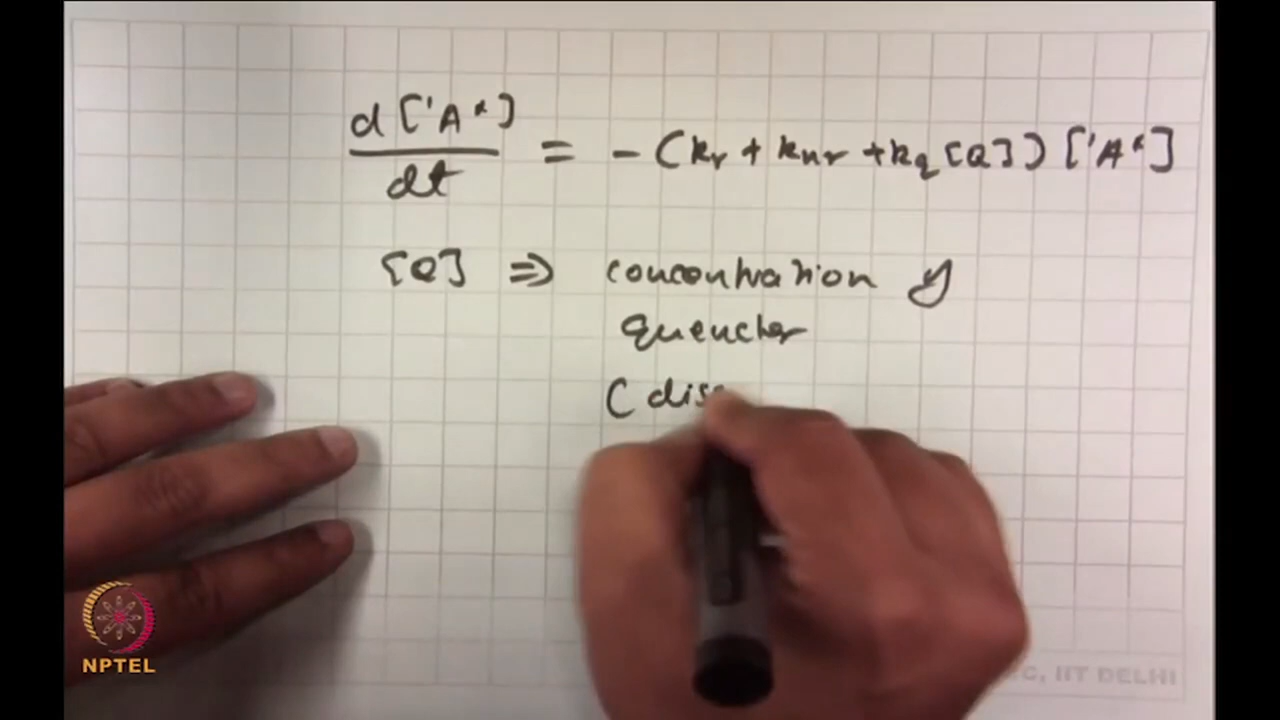 d['A*]
dt
= - (kr + knr + kq [Q]) ['A*]
[Q] ⇒ concentration of
quencher
( dis
NPTEL
C, IIT DELHI